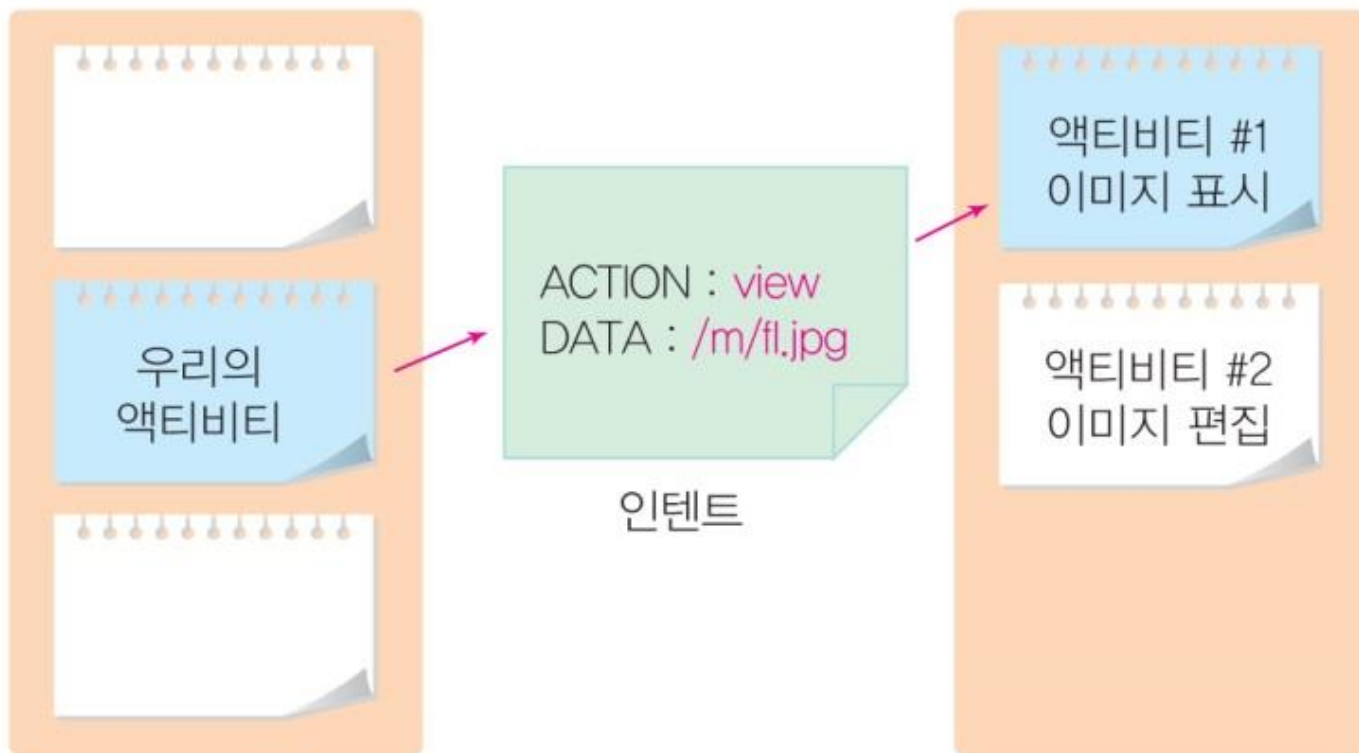 우리의
액티비티
ACTION : view
DATA : /m/fl.jpg
인텐트
액티비티 #1
이미지 표시
액티비티 #2
이미지 편집